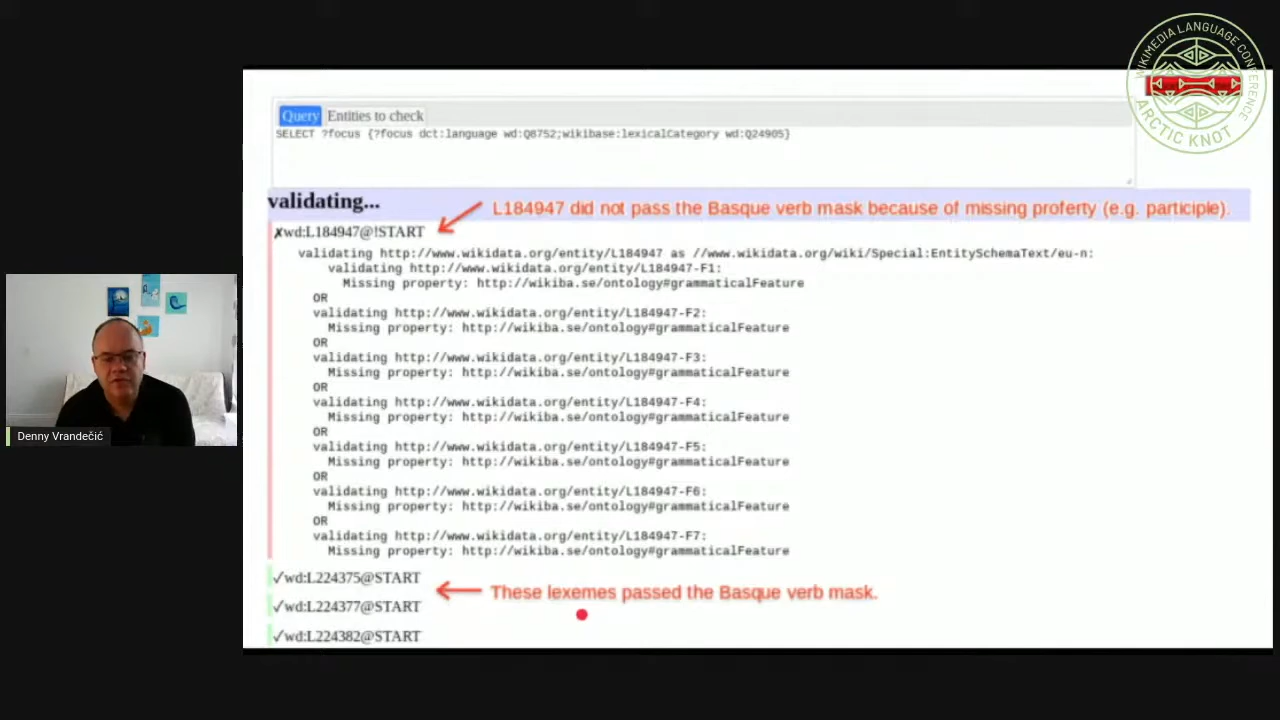 WIKIMEDIA LANGUAGE CONFERENCE
ARCTIC KNOT
Query Entities to check
SELECT ?focus {?focus dct:language wd:Q8752;wikibase:lexicalCategory wd:Q24905}
validating...
L184947 did not pass the Basque verb mask because of missing proferty (e.g. participle).
✗wd:L184947@!START
validating http://www.wikidata.org/entity/L184947 as //www.wikidata.org/wiki/Special:EntitySchemaText/eu-n:
validating http://www.wikidata.org/entity/L184947-F1:
Missing property: http://wikiba.se/ontology#grammaticalFeature
OR
validating http://www.wikidata.org/entity/L184947-F2:
Missing property: http://wikiba.se/ontology#grammaticalFeature
OR
validating http://www.wikidata.org/entity/L184947-F3:
Missing property: http://wikiba.se/ontology#grammaticalFeature
OR
validating http://www.wikidata.org/entity/L184947-F4:
Missing property: http://wikiba.se/ontology#grammaticalFeature
OR
validating http://www.wikidata.org/entity/L184947-F5:
Missing property: http://wikiba.se/ontology#grammaticalFeature
OR
validating http://www.wikidata.org/entity/L184947-F6:
Missing property: http://wikiba.se/ontology#grammaticalFeature
OR
validating http://www.wikidata.org/entity/L184947-F7:
Missing property: http://wikiba.se/ontology#grammaticalFeature
✓wd:L224375@START
These lexemes passed the Basque verb mask.
✓wd:L224377@START
✓wd:L224382@START
Denny Vrandečić